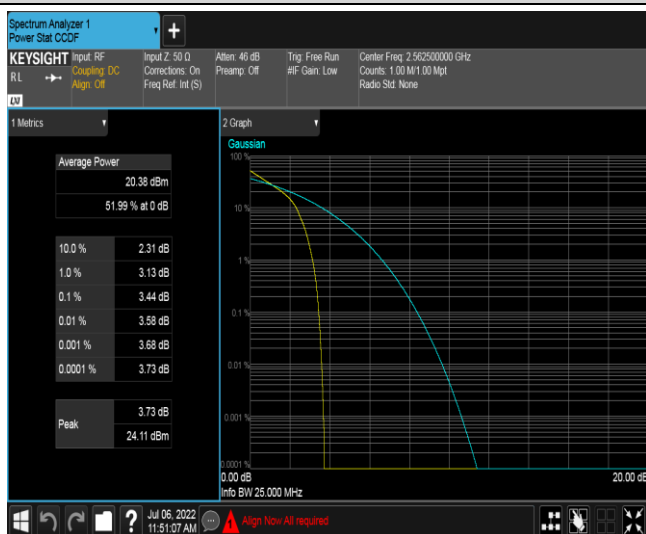 Spectrum Analyzer 1
Power Stat CCDF
+
KEYSIGHT
R L
LXI
Input: RF
Coupling: DC
Align: Off
Input Z: 50 Ω
Corrections: On
Freq Ref: Int (S)
Atten: 46 dB
Preamp: Off
Trig: Free Run
#IF Gain: Low
Center Freq: 2.562500000 GHz
Counts: 1.00 M/1.00 Mpt
Radio Std: None
1 Metrics
Average Power
20.38 dBm
51.99 % at 0 dB
10.0 % 2.31 dB
1.0 % 3.13 dB
0.1 % 3.44 dB
0.01 % 3.58 dB
0.001 % 3.68 dB
0.0001 % 3.73 dB
Peak
3.73 dB
24.11 dBm
2 Graph
Gaussian
100 %
10 %
1 %
0.1 %
0.01 %
0.001 %
0.0001 %
0.00 dB 20.00 dB
Info BW 25.000 MHz
?
Jul 06, 2022
11:51:07 AM
Align Now All required